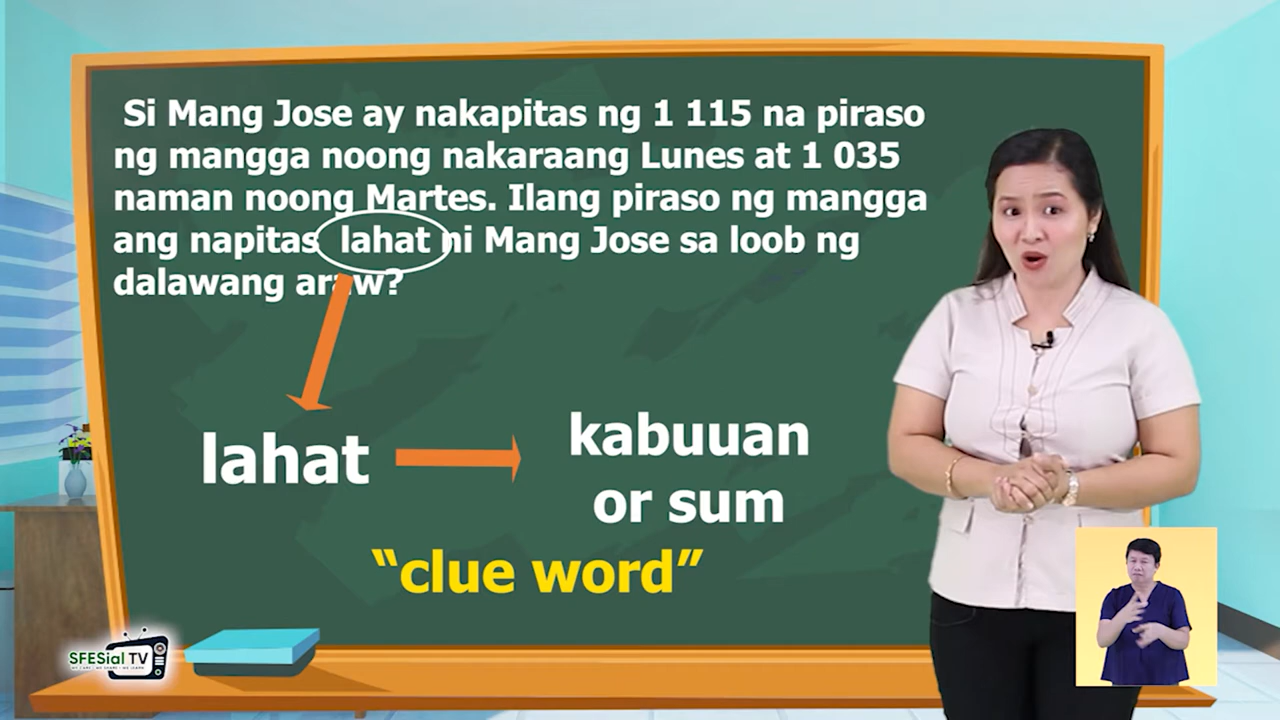 Si Mang Jose ay nakapitas ng 1 115 na piraso
ng mangga noong nakaraang Lunes at 1 035
naman noong Martes. Ilang piraso ng mangga
ang napitas lahat ni Mang Jose sa loob ng
dalawang araw?
lahat
kabuuan
or sum
“clue word”
SFESial TV